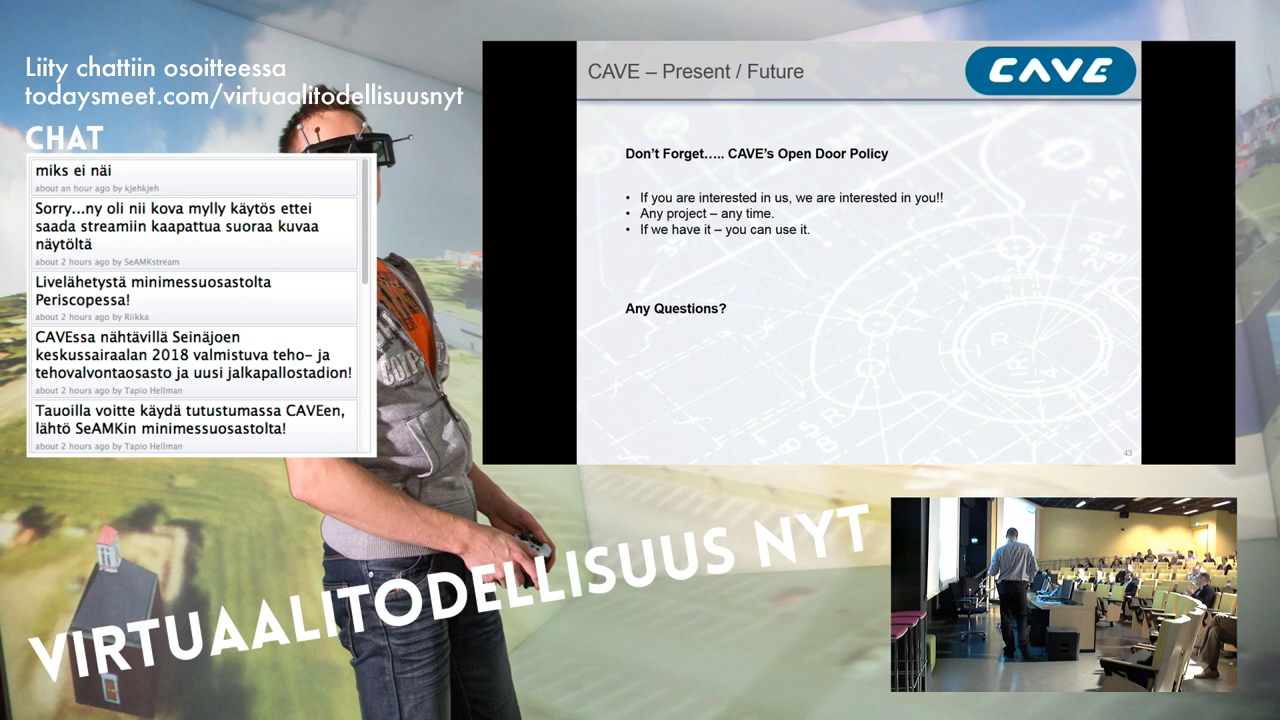 Liity chattiin osoitteessa
todaysmeet.com/virtuaalitodellisuusnyt
CHAT
miks ei näi
about an hour ago by kjehkjeh
Sorry...ny oli nii kova mylly käytös ettei
saada streamiin kaapattua suoraa kuvaa
näytöltä
about 2 hours ago by SeAMKstream
Livelähetystä minimessuosastolta
Periscopessa!
about 2 hours ago by Riikka
CAVEssa nähtävillä Seinäjoen
keskussairaalan 2018 valmistuva teho- ja
tehovalvontaosasto ja uusi jalkapallostadion!
about 2 hours ago by Tapio Hellman
Tauoilla voitte käydä tutustumassa CAVEen,
lähtö SeAMKin minimessuosastolta!
about 2 hours ago by Tapio Hellman
CAVE – Present / Future
CAVE
Don't Forget..... CAVE's Open Door Policy
• If you are interested in us, we are interested in you!!
• Any project – any time.
• If we have it – you can use it.
Any Questions?
43
VIRTUAALITODELLISUUS NYT